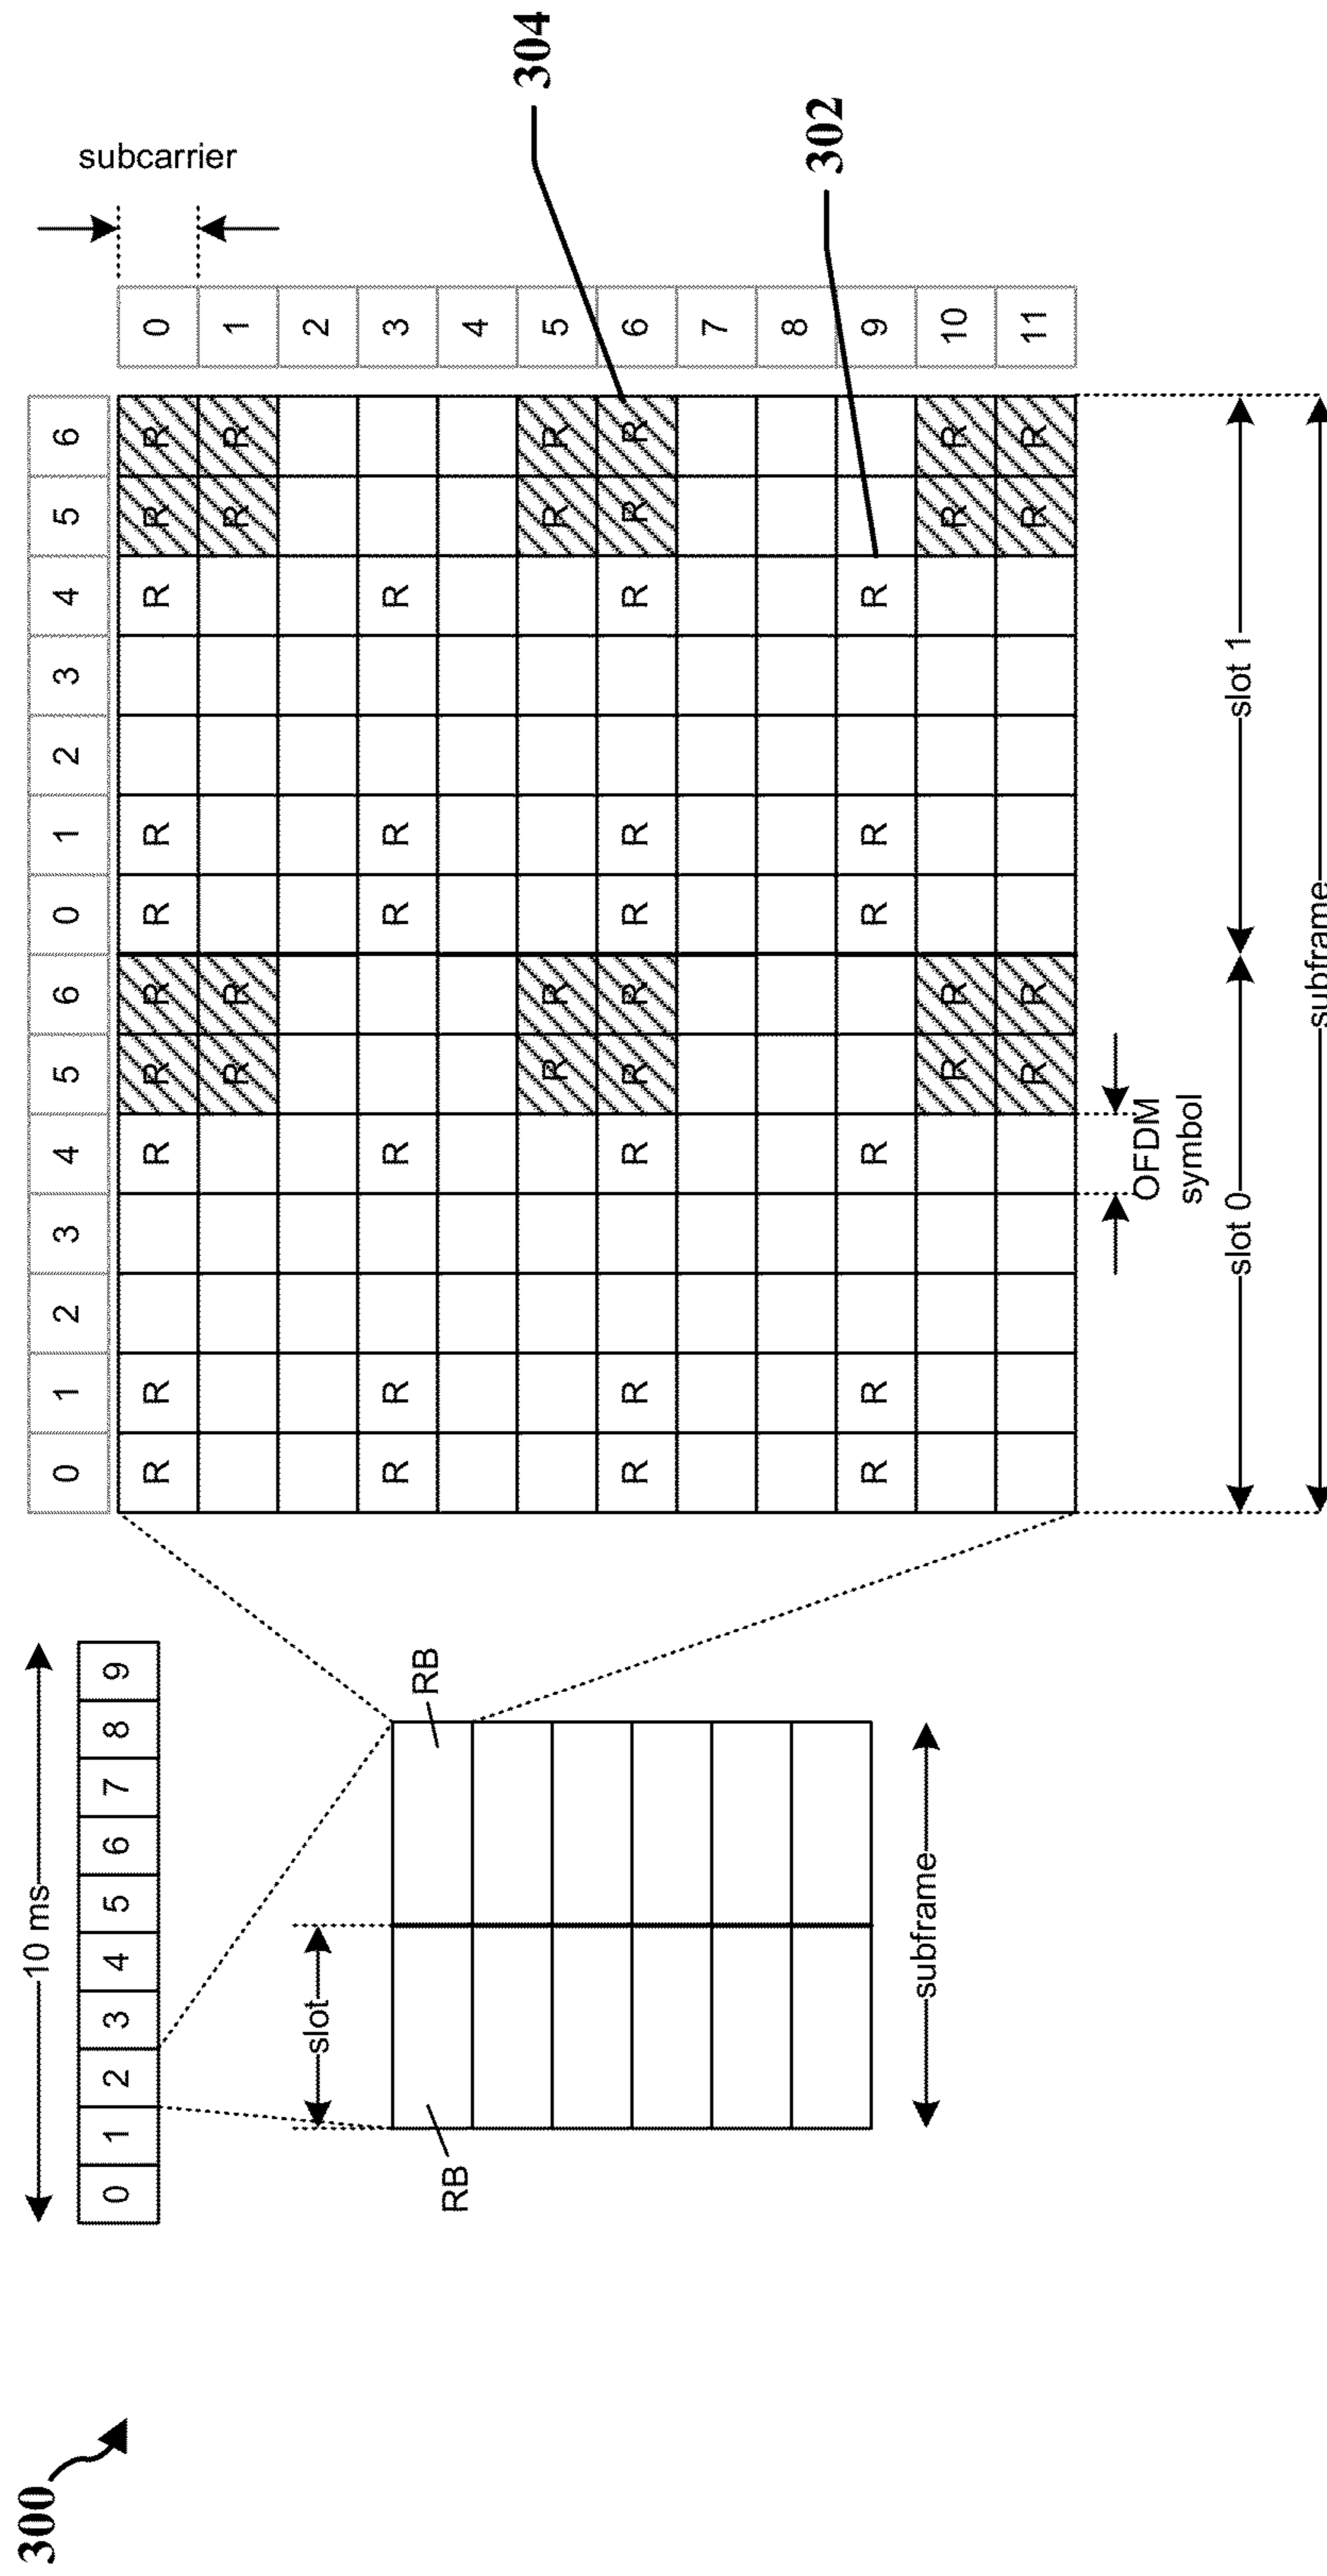 300
10 ms
0 1 2 3 4 5 6 7 8 9
RB
RB
slot
subframe
subcarrier
0 1 2 3 4 5 6 0 1 2 3 4 5 6
R R R R R R R R R R 0
R R R R 1
2
R R R R R R 3
4
R R R R 5
R R R R R R R R R R 6
7
8
R R R R R R 9
R R R R 10
R R R R 11
304
302
OFDM
symbol
slot 0
slot 1
subframe